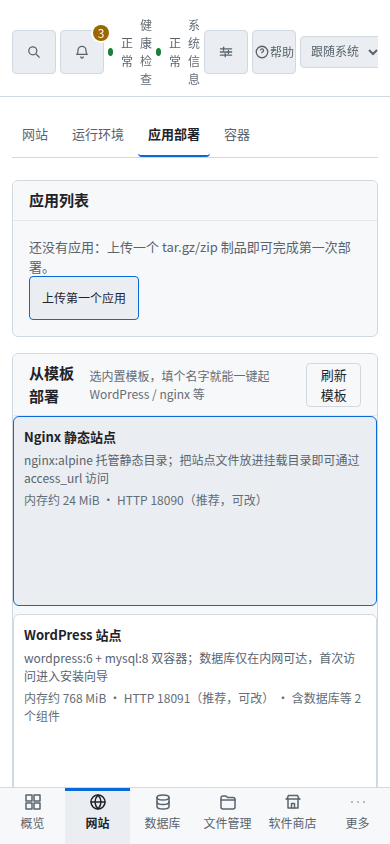 3
正常
健康检查
正常
系统信息
帮助
跟随系统
网站
运行环境
应用部署
容器
应用列表
还没有应用：上传一个 tar.gz/zip 制品即可完成第一次部
署。
上传第一个应用
从模板
部署
选内置模板，填个名字就能一键起
WordPress / nginx 等
刷新
模板
Nginx 静态站点
nginx:alpine 托管静态目录；把站点文件放进挂载目录即可通过
access_url 访问
内存约 24 MiB · HTTP 18090（推荐，可改）
WordPress 站点
wordpress:6 + mysql:8 双容器；数据库仅在内网可达，首次访
问进入安装向导
内存约 768 MiB · HTTP 18091（推荐，可改） · 含数据库等 2
个组件
概览
网站
数据库
文件管理
软件商店
更多